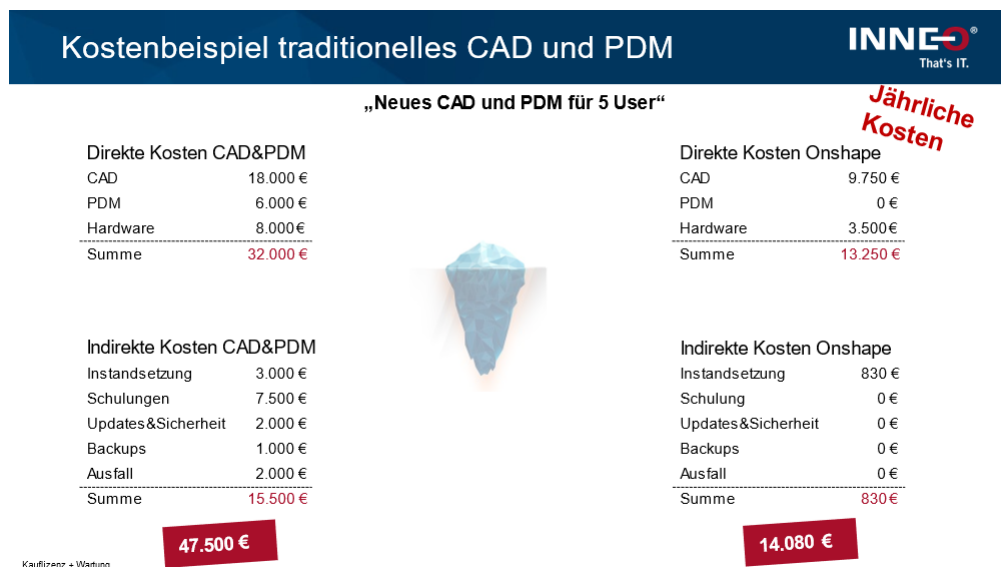 Kostenbeispiel traditionelles CAD und PDM
INNEO®
That's IT.
„Neues CAD und PDM für 5 User“
Jährliche
Kosten
Direkte Kosten CAD&PDM
CAD 18.000 €
PDM 6.000 €
Hardware 8.000€
Summe 32.000 €
Direkte Kosten Onshape
CAD 9.750 €
PDM 0 €
Hardware 3.500€
Summe 13.250 €
Indirekte Kosten CAD&PDM
Instandsetzung 3.000 €
Schulungen 7.500 €
Updates&Sicherheit 2.000 €
Backups 1.000 €
Ausfall 2.000 €
Summe 15.500 €
47.500 €
Indirekte Kosten Onshape
Instandsetzung 830 €
Schulung 0 €
Updates&Sicherheit 0 €
Backups 0 €
Ausfall 0 €
Summe 830€
14.080 €
Kauflizenz + Wartung